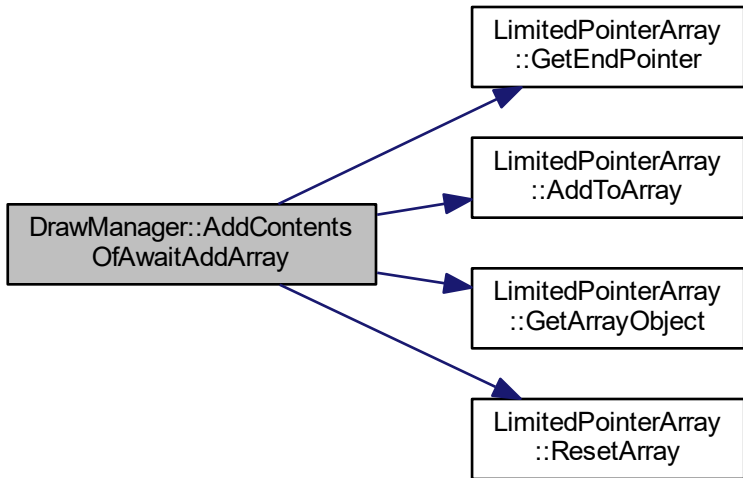 LimitedPointerArray
::GetEndPointer
LimitedPointerArray
::AddToArray
DrawManager::AddContents
OfAwaitAddArray
LimitedPointerArray
::GetArrayObject
LimitedPointerArray
::ResetArray